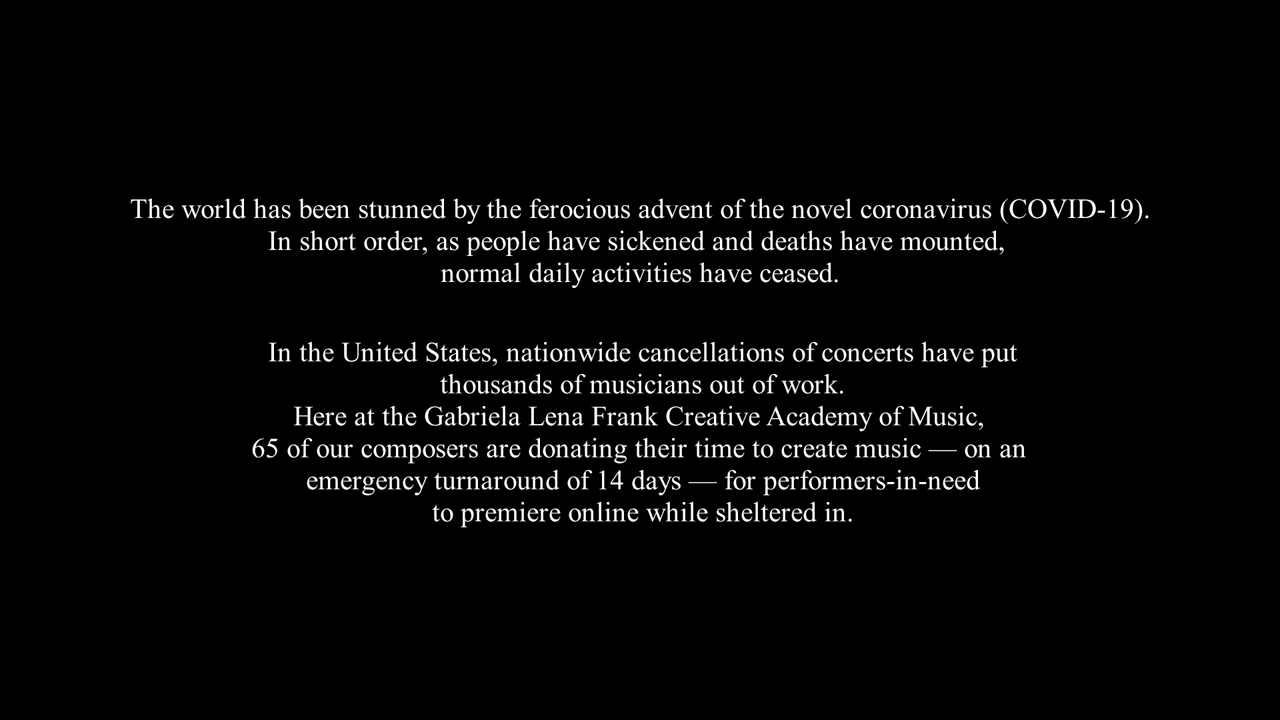 The world has been stunned by the ferocious advent of the novel coronavirus (COVID-19).
In short order, as people have sickened and deaths have mounted,
normal daily activities have ceased.
In the United States, nationwide cancellations of concerts have put
thousands of musicians out of work.
Here at the Gabriela Lena Frank Creative Academy of Music,
65 of our composers are donating their time to create music — on an
emergency turnaround of 14 days — for performers-in-need
to premiere online while sheltered in.